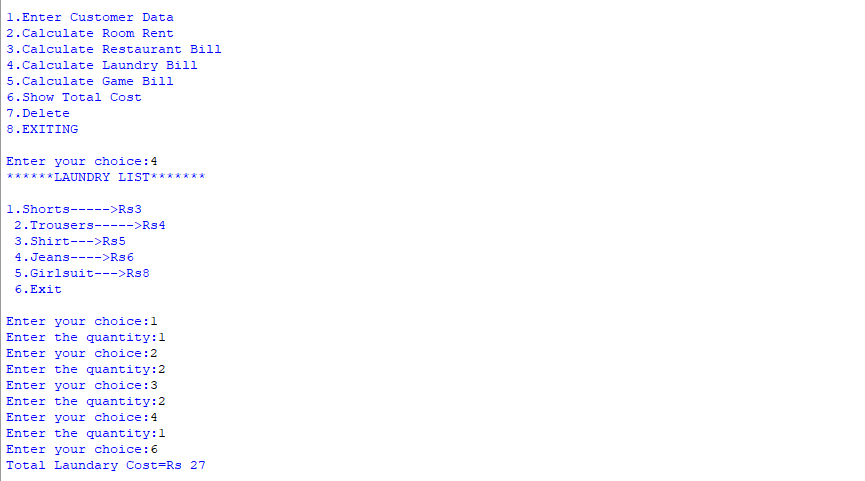 1.Enter Customer Data
2.Calculate Room Rent
3.Calculate Restaurant Bill
4.Calculate Laundry Bill
5.Calculate Game Bill
6.Show Total Cost
7.Delete
8.EXITING
Enter your choice:4
******LAUNDRY LIST*******
1.Shorts----->Rs3
2.Trousers----->Rs4
3.Shirt--->Rs5
4.Jeans---->Rs6
5.Girlsuit--->Rs8
6.Exit
Enter your choice:1
Enter the quantity:1
Enter your choice:2
Enter the quantity:2
Enter your choice:3
Enter the quantity:2
Enter your choice:4
Enter the quantity:1
Enter your choice:6
Total Laundary Cost=Rs 27